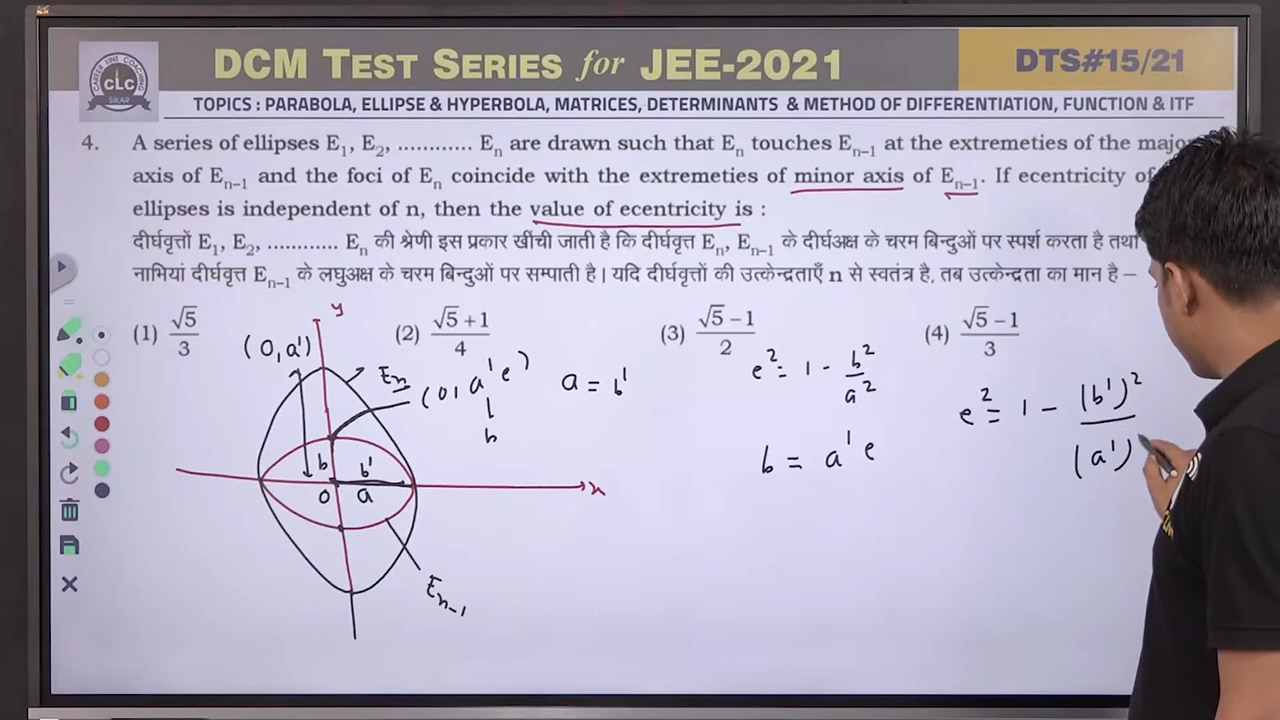 DCM TEST SERIES for JEE-2021
DTS#15/21
CAREER LINE COACHING
CLC
SIKAR
TOPICS : PARABOLA, ELLIPSE & HYPERBOLA, MATRICES, DETERMINANTS & METHOD OF DIFFERENTIATION, FUNCTION & ITF
4. A series of ellipses E₁, E₂, ............ Eₙ are drawn such that Eₙ touches Eₙ₋₁ at the extremeties of the major
axis of Eₙ₋₁ and the foci of Eₙ coincide with the extremeties of minor axis of Eₙ₋₁. If ecentricity of
ellipses is independent of n, then the value of ecentricity is :
दीर्घवृत्तों E₁, E₂, ............ Eₙ की श्रेणी इस प्रकार खींची जाती है कि दीर्घवृत्त Eₙ, Eₙ₋₁ के दीर्घअक्ष के चरम बिन्दुओं पर स्पर्श करता है तथा
नाभियां दीर्घवृत्त Eₙ₋₁ के लघुअक्ष के चरम बिन्दुओं पर सम्पाती है। यदि दीर्घवृत्तों की उत्केन्द्रताएँ n से स्वतंत्र है, तब उत्केन्द्रता का मान है –
(1) √5/3 (2) (√5+1)/4 (3) (√5−1)/2 (4) (√5−1)/3
y
(0, a')
Eₙ
(0, a'e)
b
a = b'
e² = 1 - b²/a²
b = a'e
e² = 1 - (b')²/(a')
b
b'
O
a
x
Eₙ₋₁